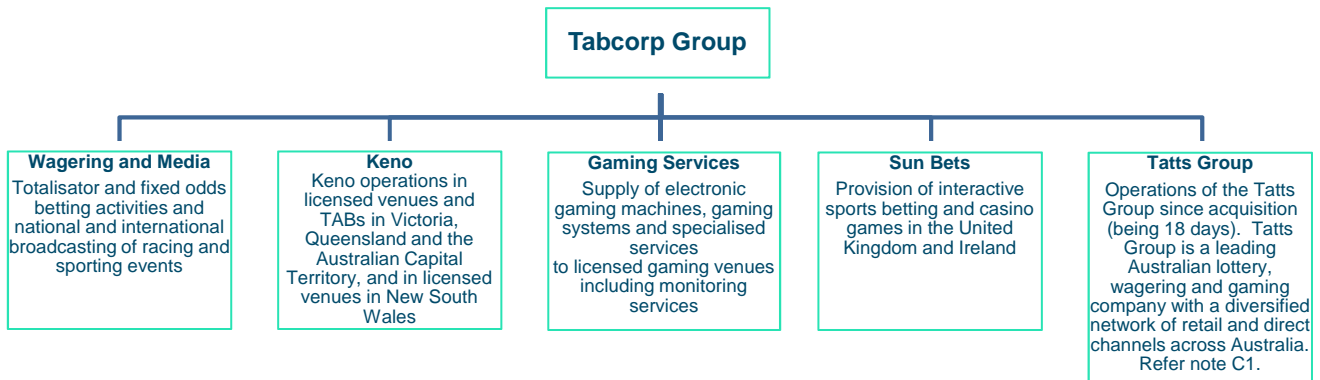 Tabcorp Group
Wagering and Media
Totalisator and fixed odds
betting activities and
national and international
broadcasting of racing and
sporting events
Keno
Keno operations in
licensed venues and
TABs in Victoria,
Queensland and the
Australian Capital
Territory, and in licensed
venues in New South
Wales
Gaming Services
Supply of electronic
gaming machines, gaming
systems and specialised
services
to licensed gaming venues
including monitoring
services
Sun Bets
Provision of interactive
sports betting and casino
games in the United
Kingdom and Ireland
Tatts Group
Operations of the Tatts
Group since acquisition
(being 18 days).  Tatts
Group is a leading
Australian lottery,
wagering and gaming
company with a diversified
network of retail and direct
channels across Australia.
Refer note C1.